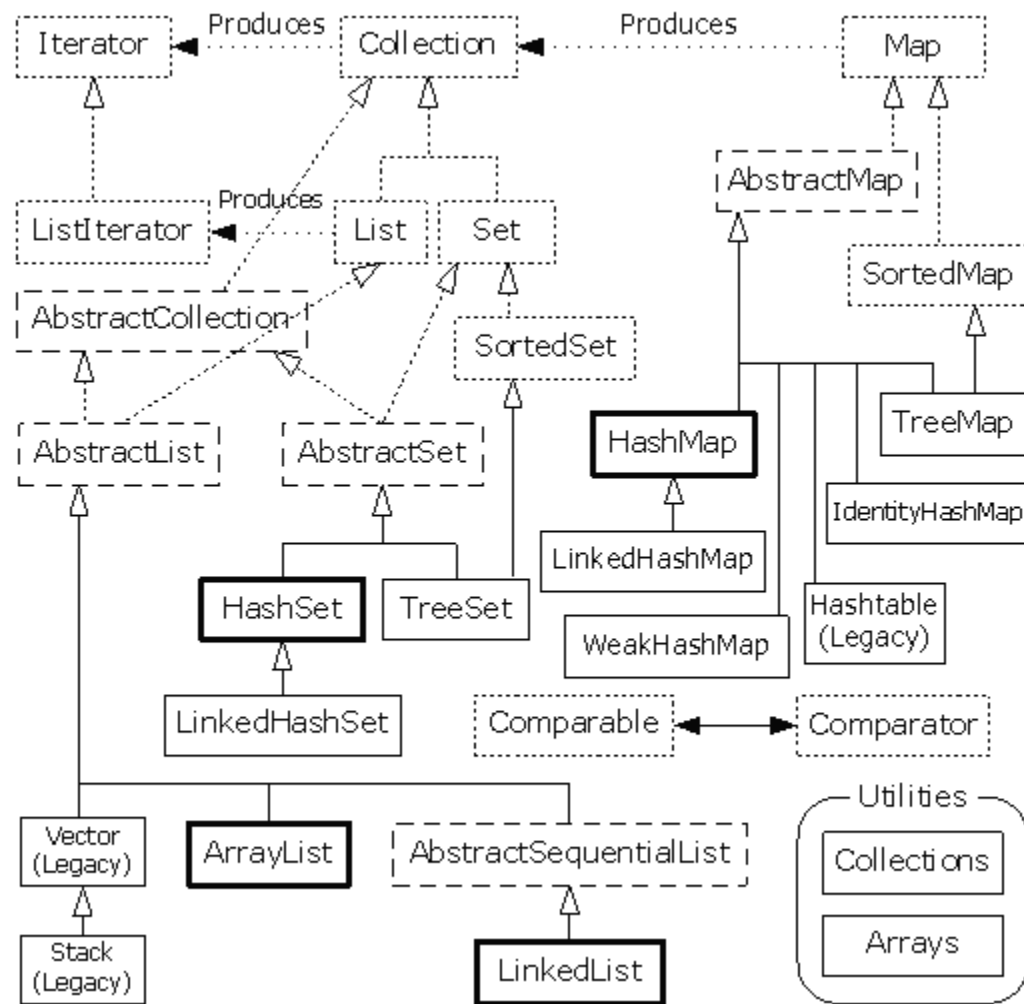 Produces
Produces
Iterator
Collection
Map
AbstractMap
Produces
ListIterator
List
Set
SortedMap
AbstractCollection
SortedSet
TreeMap
HashMap
AbstractList
AbstractSet
IdentityHashMap
LinkedHashMap
HashSet
TreeSet
Hashtable
(Legacy)
WeakHashMap
LinkedHashSet
Comparable
Comparator
Utilities
Vector
(Legacy)
ArrayList
AbstractSequentialList
Collections
Arrays
Stack
(Legacy)
LinkedList